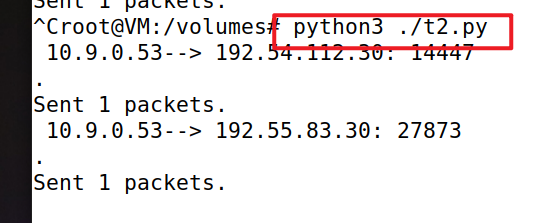 Sent 1 packets.
^Croot@VM:/volumes# python3 ./t2.py
10.9.0.53--> 192.54.112.30: 14447
.
Sent 1 packets.
10.9.0.53--> 192.55.83.30: 27873
.
Sent 1 packets.